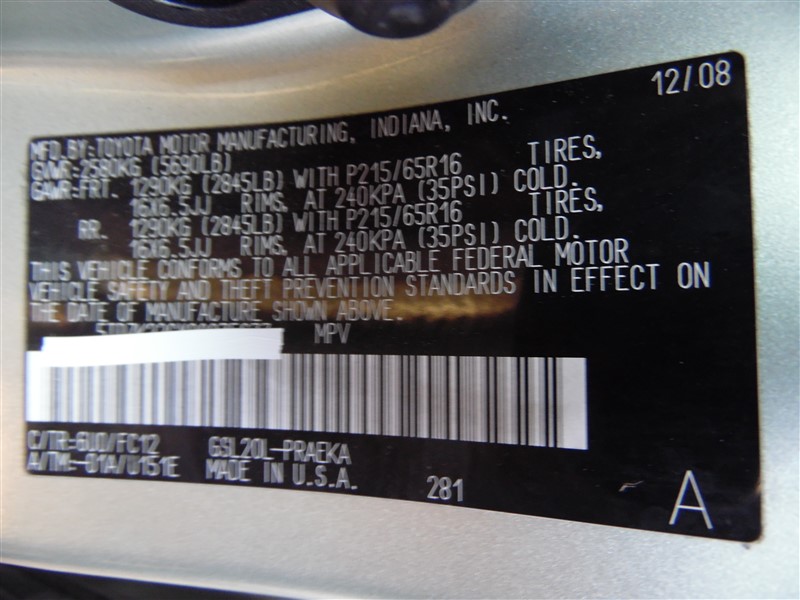 12/08
MFD.BY:TOYOTA MOTOR MANUFACTURING, INDIANA, INC.
GVWR:2580KG (5690LB)
GAWR:FRT. 1290KG (2845LB) WITH P215/65R16 TIRES,
16X6.5JJ RIMS. AT 240KPA (35PSI) COLD.
RR. 1290KG (2845LB) WITH P215/65R16 TIRES,
16X6.5JJ RIMS. AT 240KPA (35PSI) COLD.
THIS VEHICLE CONFORMS TO ALL APPLICABLE FEDERAL MOTOR
VEHICLE SAFETY AND THEFT PREVENTION STANDARDS IN EFFECT ON
THE DATE OF MANUFACTURE SHOWN ABOVE.
MPV
C/TR:6U0/FC12 GSL20L-PRAEKA
A/TM:-01A/U151E MADE IN U.S.A.
281
A